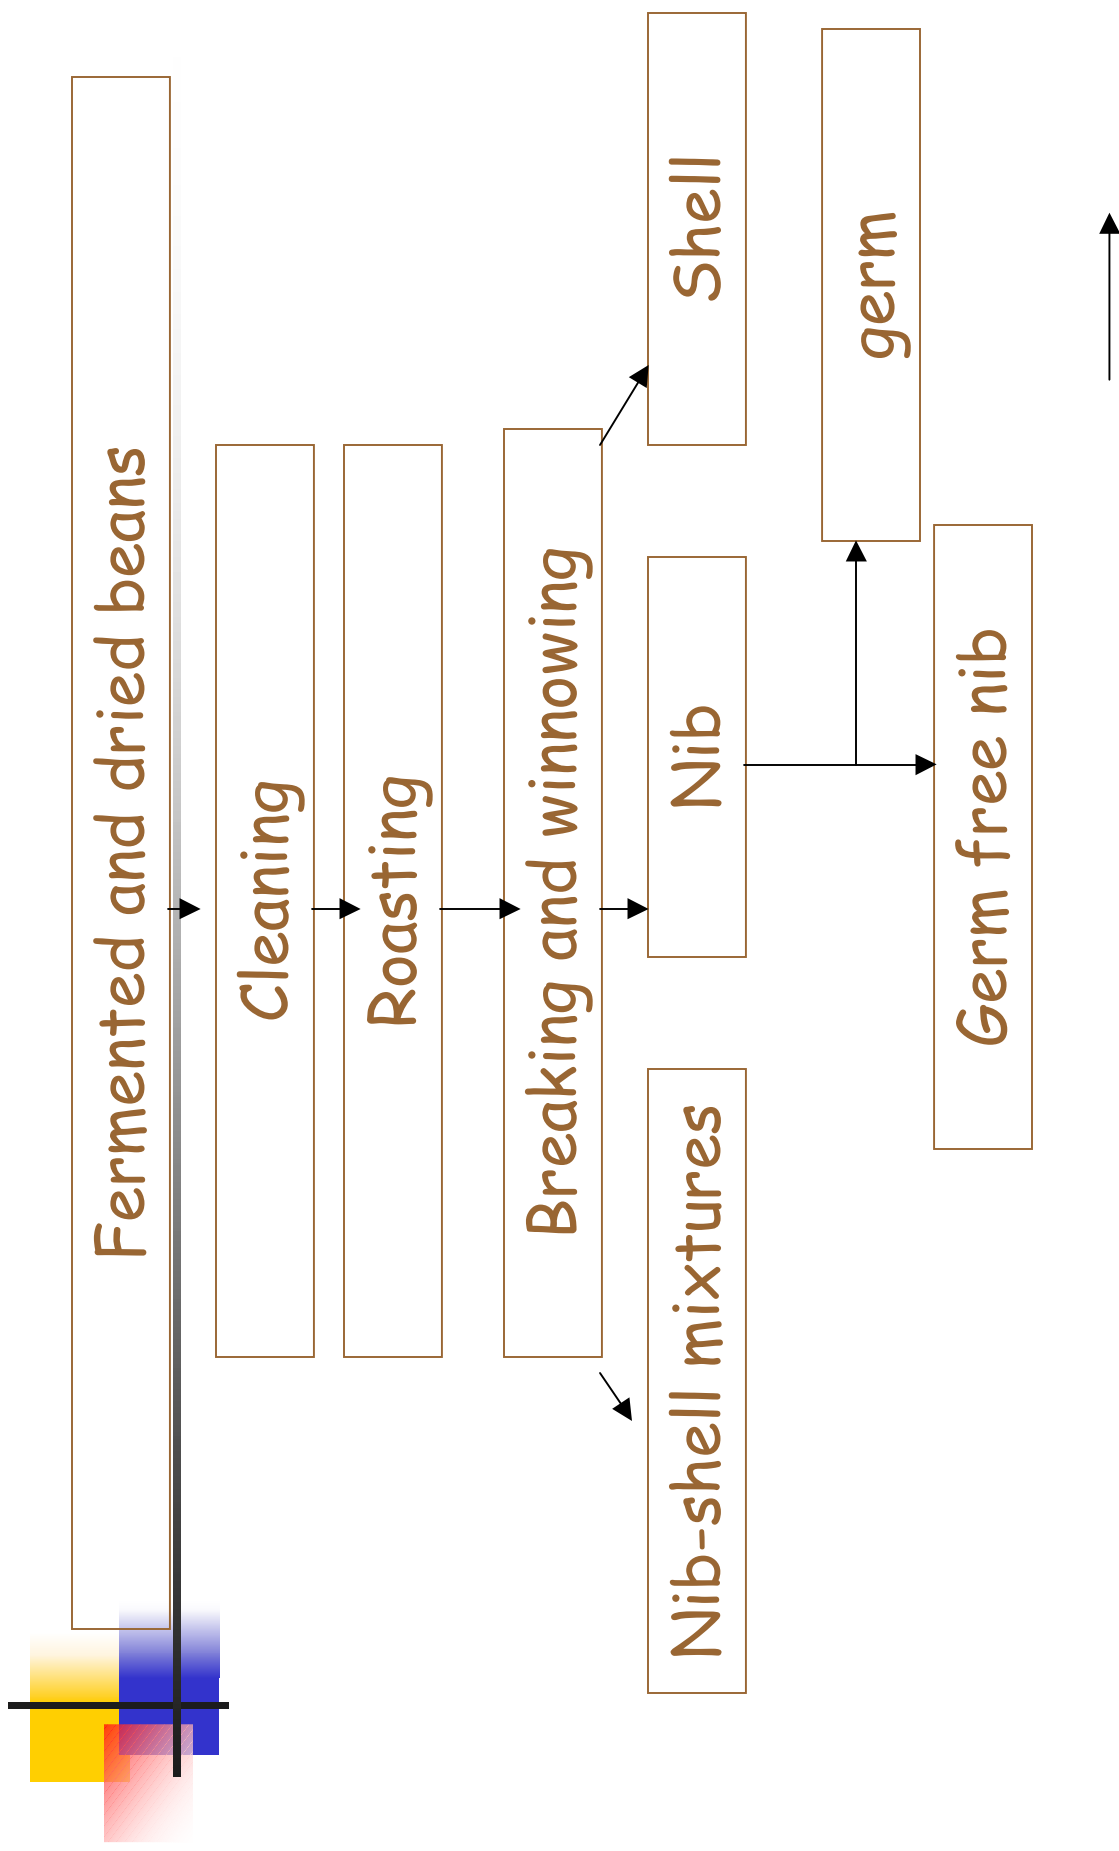 Fermented and dried beans
Cleaning
Roasting
Breaking and winnowing
Nib-shell mixtures
Nib
Shell
germ
Germ free nib